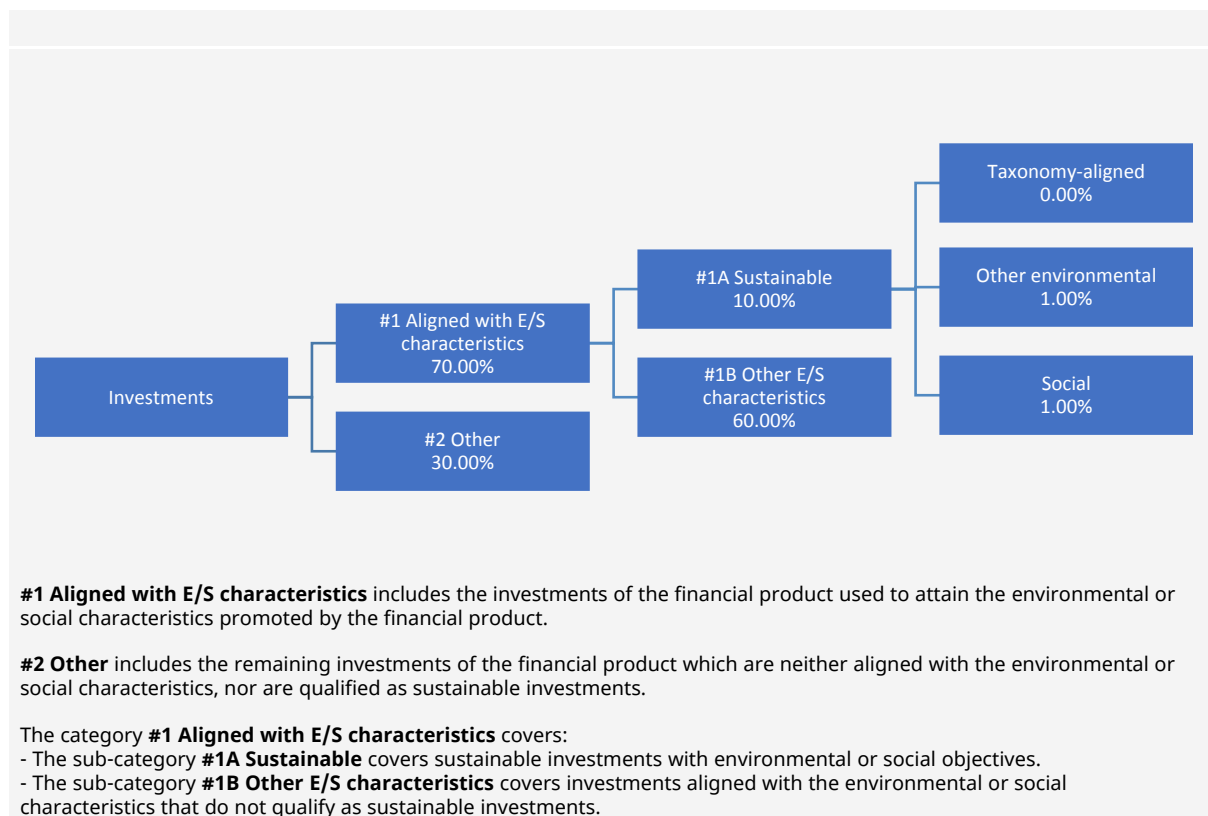 Investments
#1 Aligned with E/S
characteristics
70.00%
#2 Other
30.00%
#1A Sustainable
10.00%
#1B Other E/S
characteristics
60.00%
Taxonomy-aligned
0.00%
Other environmental
1.00%
Social
1.00%
#1 Aligned with E/S characteristics includes the investments of the financial product used to attain the environmental or
social characteristics promoted by the financial product.
#2 Other includes the remaining investments of the financial product which are neither aligned with the environmental or
social characteristics, nor are qualified as sustainable investments.
The category #1 Aligned with E/S characteristics covers:
- The sub-category #1A Sustainable covers sustainable investments with environmental or social objectives.
- The sub-category #1B Other E/S characteristics covers investments aligned with the environmental or social
characteristics that do not qualify as sustainable investments.